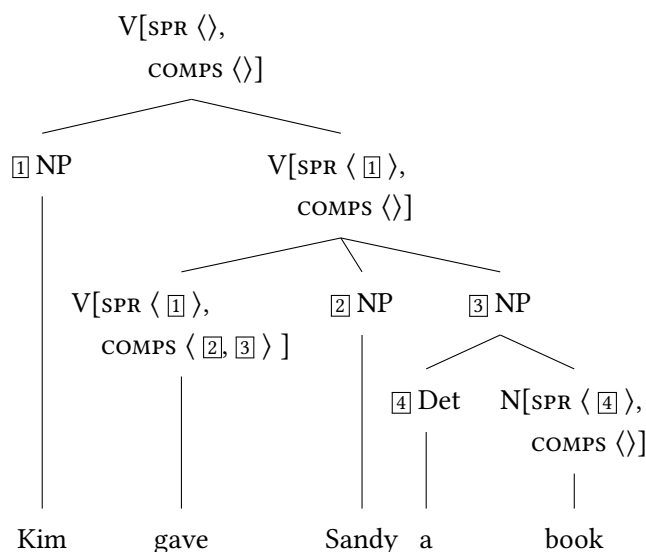 V[SPR ⟨⟩,
COMPS ⟨⟩]
1 NP
V[SPR ⟨ 1 ⟩,
COMPS ⟨⟩]
V[SPR ⟨ 1 ⟩,
COMPS ⟨ 2, 3 ⟩ ]
2 NP
3 NP
4 Det
N[SPR ⟨ 4 ⟩,
COMPS ⟨⟩]
Kim gave Sandy a book